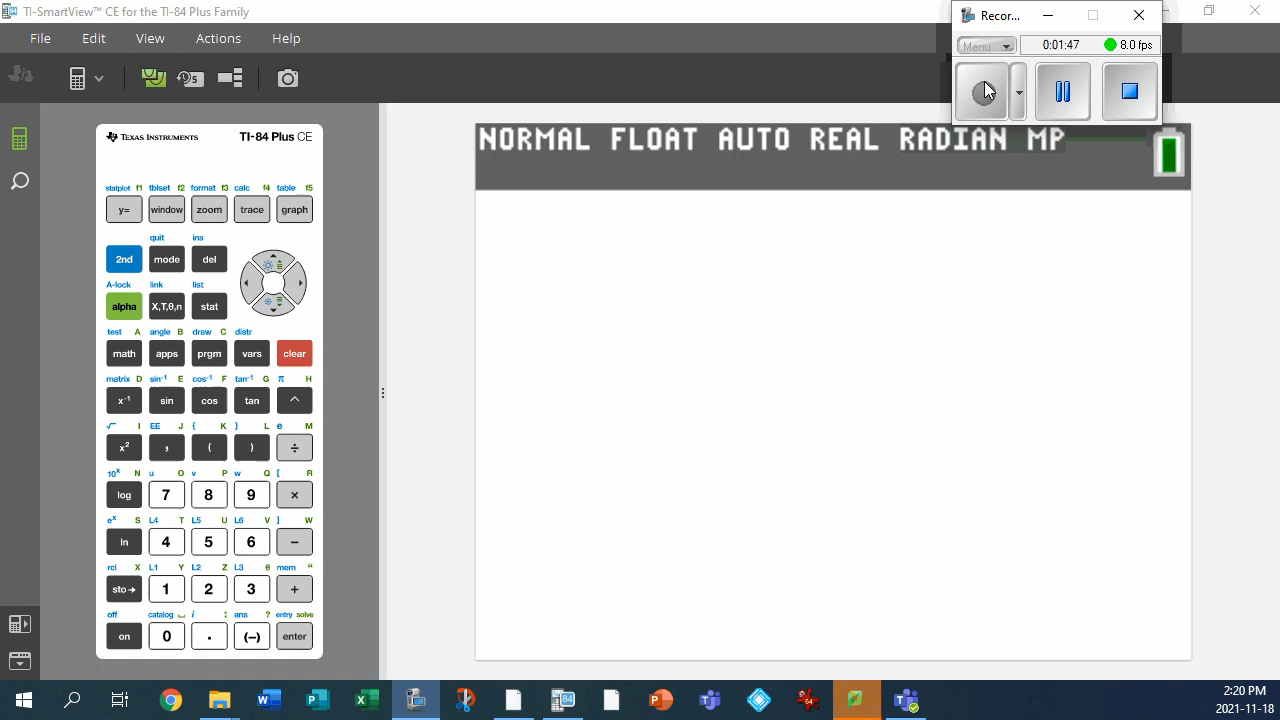 TI-SmartView™ CE for the TI-84 Plus Family
Recor...
File Edit View Actions Help
Menu 0:01:47 8.0 fps
TEXAS INSTRUMENTS TI-84 Plus CE
NORMAL FLOAT AUTO REAL RADIAN MP
statplot f1 tblset f2 format f3 calc f4 table f5
y= window zoom trace graph
quit ins
2nd mode del
A-lock link list
alpha X,T,θ,n stat
test A angle B draw C distr
math apps prgm vars clear
matrix D sin⁻¹ E cos⁻¹ F tan⁻¹ G π H
x⁻¹ sin cos tan ^
√ I EE J { K } L e M
x² , ( ) ÷
10ˣ N u O v P w Q [ R
log 7 8 9 ×
eˣ S L4 T L5 U L6 V ] W
ln 4 5 6 −
rcl X L1 Y L2 Z L3 θ mem "
sto→ 1 2 3 +
off catalog ⎵ i : ans ? entry solve
on 0 . (−) enter
84
64
2:20 PM
2021-11-18